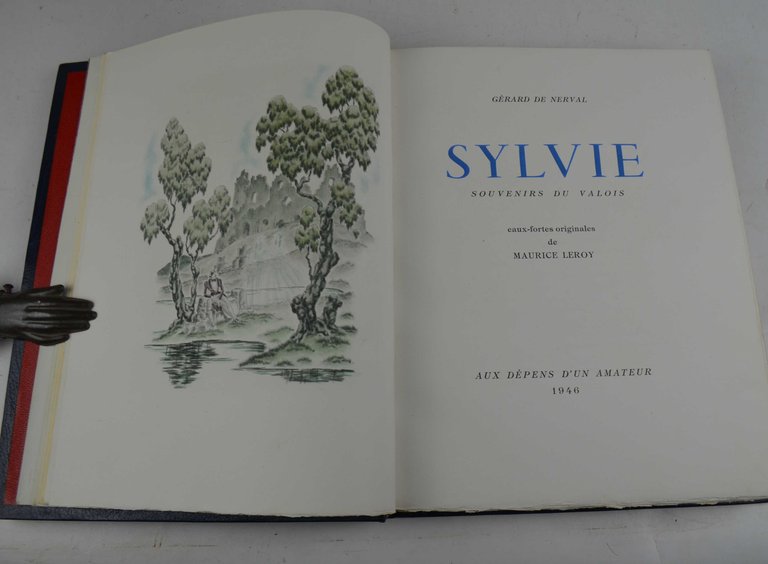 GÉRARD DE NERVAL
SYLVIE
SOUVENIRS DU VALOIS
eaux-fortes originales
de
MAURICE LEROY
AUX DÉPENS D'UN AMATEUR
1946